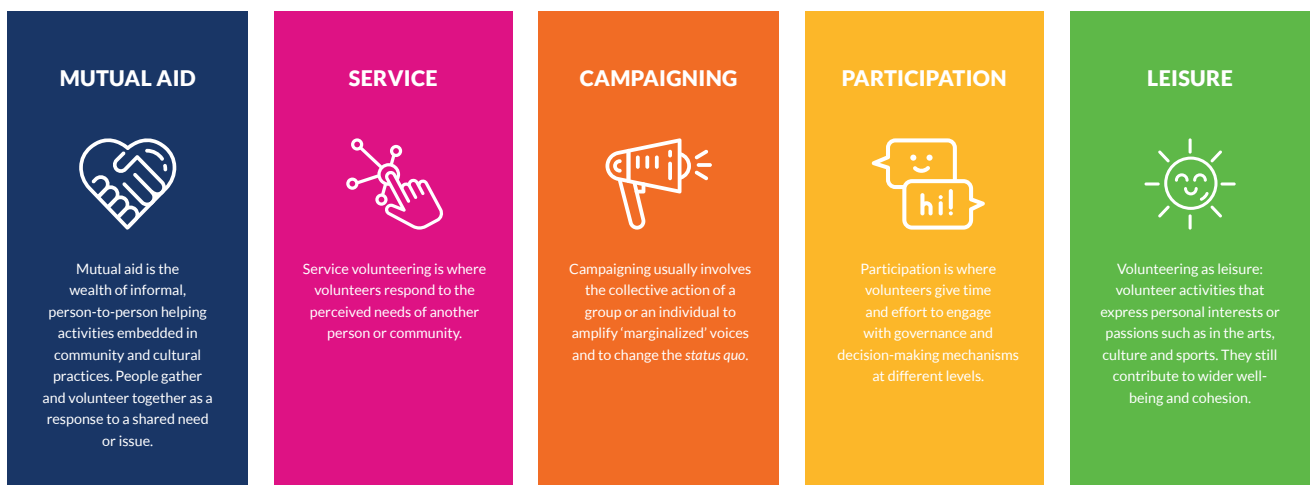 MUTUAL AID
Mutual aid is the
wealth of informal,
person-to-person helping
activities embedded in
community and cultural
practices. People gather
and volunteer together as a
response to a shared need
or issue.
SERVICE
Service volunteering is where
volunteers respond to the
perceived needs of another
person or community.
CAMPAIGNING
Campaigning usually involves
the collective action of a
group or an individual to
amplify ‘marginalized’ voices
and to change the status quo.
PARTICIPATION
hi!
Participation is where
volunteers give time
and effort to engage
with governance and
decision-making mechanisms
at different levels.
LEISURE
Volunteering as leisure:
volunteer activities that
express personal interests or
passions such as in the arts,
culture and sports. They still
contribute to wider well-
being and cohesion.